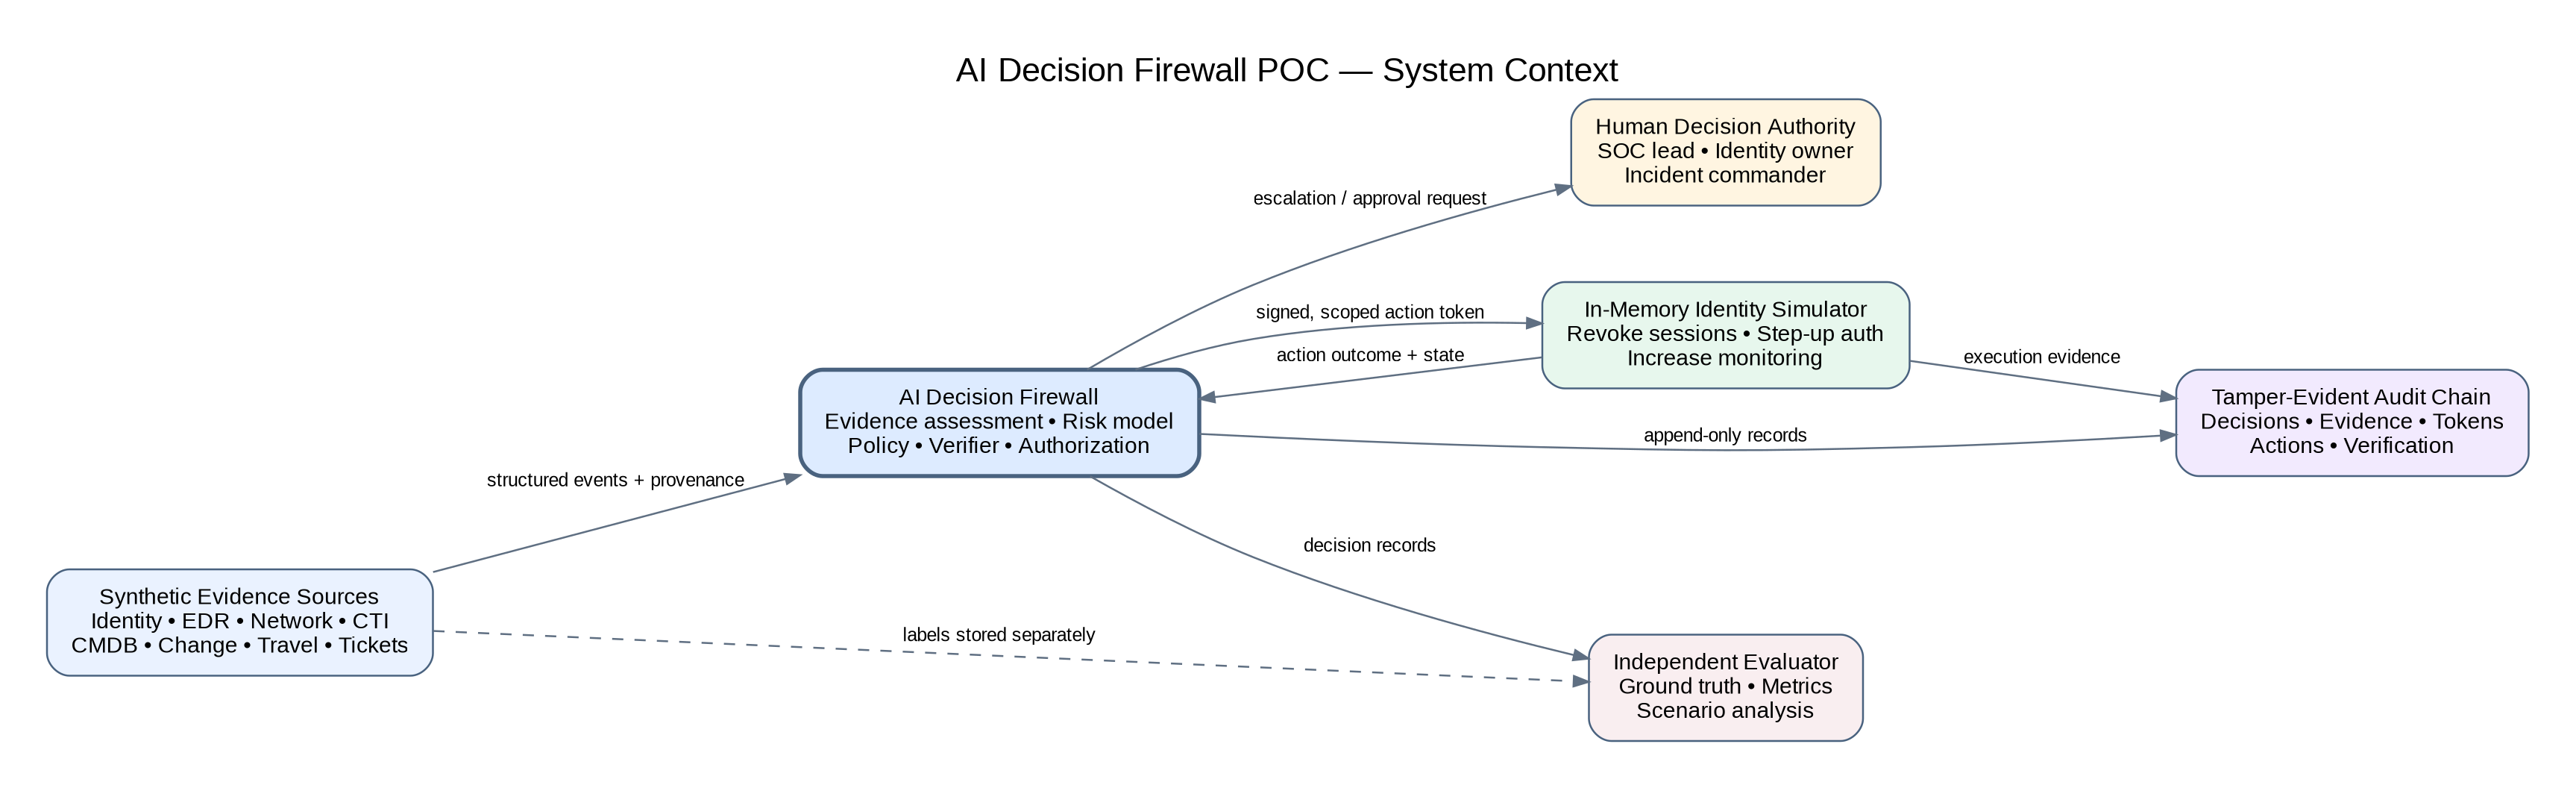 AI Decision Firewall POC — System Context
Human Decision Authority
SOC lead • Identity owner
Incident commander
escalation / approval request
signed, scoped action token
In-Memory Identity Simulator
Revoke sessions • Step-up auth
Increase monitoring
action outcome + state
execution evidence
AI Decision Firewall
Evidence assessment • Risk model
Policy • Verifier • Authorization
Tamper-Evident Audit Chain
Decisions • Evidence • Tokens
Actions • Verification
append-only records
structured events + provenance
decision records
Synthetic Evidence Sources
Identity • EDR • Network • CTI
CMDB • Change • Travel • Tickets
labels stored separately
Independent Evaluator
Ground truth • Metrics
Scenario analysis